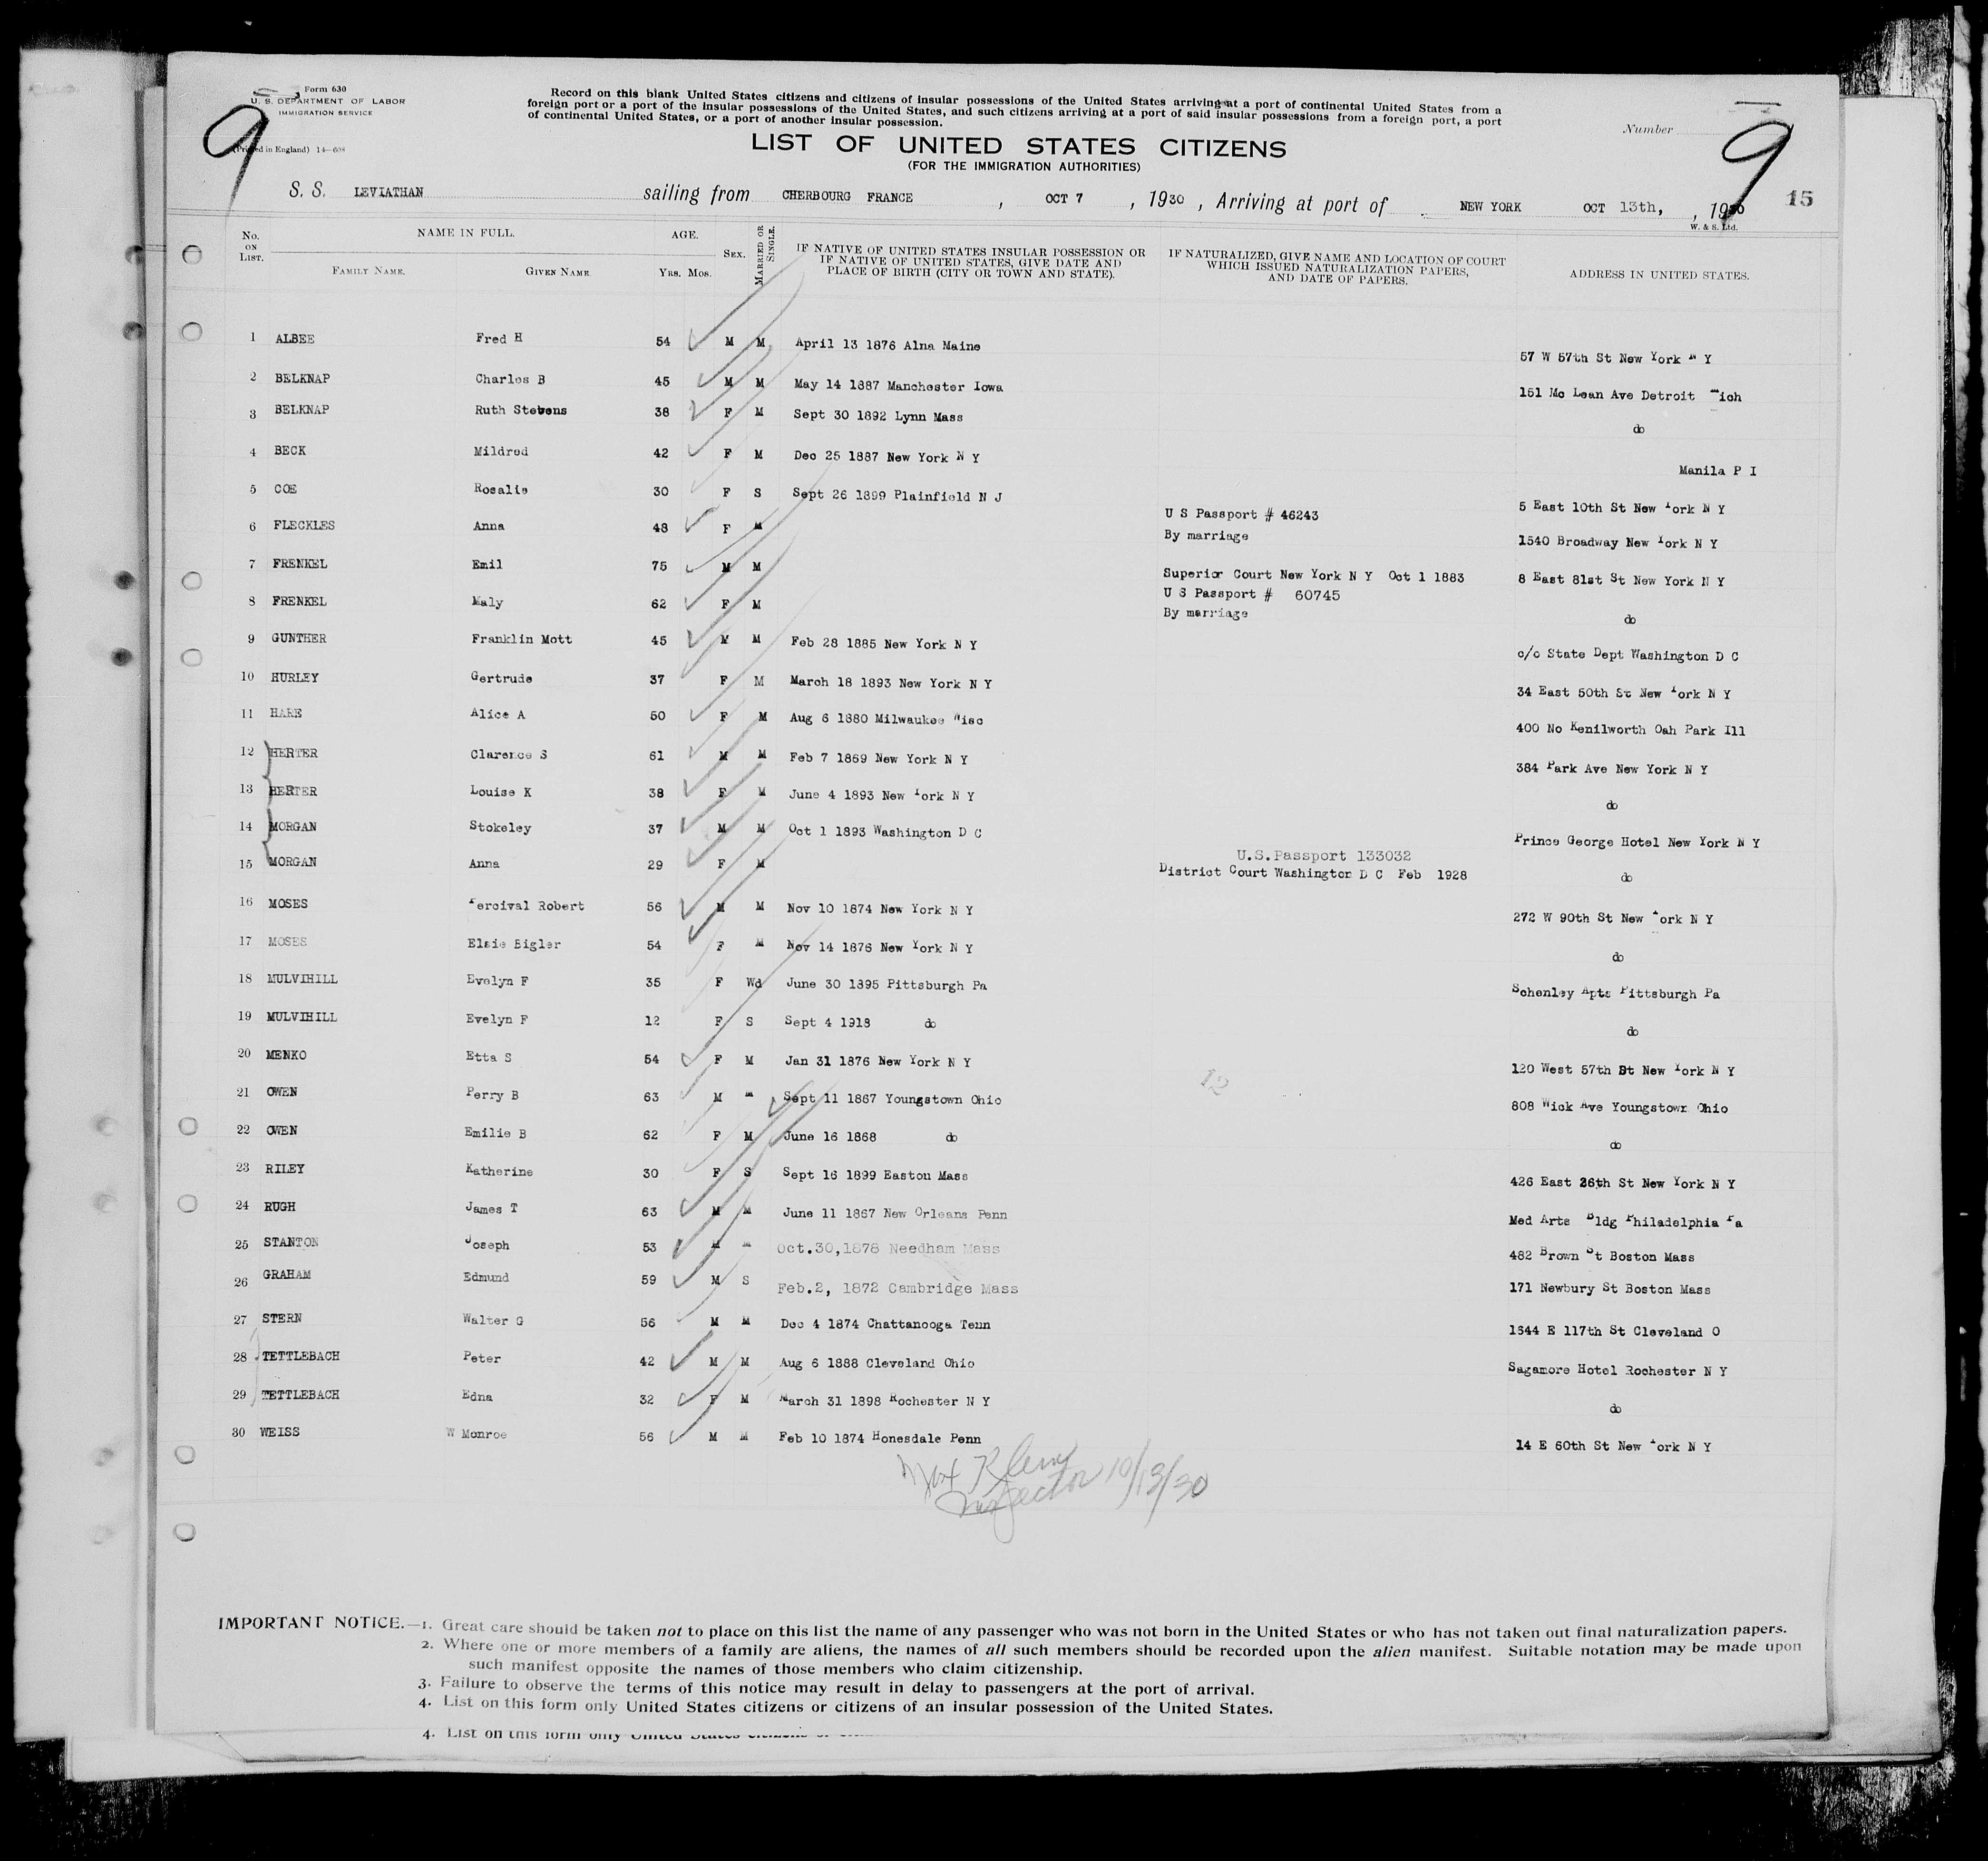 Form 630
U. S. DEPARTMENT OF LABOR
IMMIGRATION SERVICE
(Printed in England) 14—608
9
Record on this blank United States citizens and citizens of insular possessions of the United States arriving at a port of continental United States from a
foreign port or a port of the insular possessions of the United States, and such citizens arriving at a port of said insular possessions from a foreign port, a port
of continental United States, or a port of another insular possession.
LIST OF UNITED STATES CITIZENS
(FOR THE IMMIGRATION AUTHORITIES)
Number
9
15
S. S. LEVIATHAN sailing from CHERBOURG FRANCE , OCT 7 , 1930 , Arriving at port of NEW YORK OCT 13th, , 1930
W. & S. Ltd.
No. ON LIST. NAME IN FULL. FAMILY NAME. GIVEN NAME AGE. YRS. MOS. SEX. MARRIED OR SINGLE. IF NATIVE OF UNITED STATES INSULAR POSSESSION OR IF NATIVE OF UNITED STATES, GIVE DATE AND PLACE OF BIRTH (CITY OR TOWN AND STATE). IF NATURALIZED, GIVE NAME AND LOCATION OF COURT WHICH ISSUED NATURALIZATION PAPERS, AND DATE OF PAPERS. ADDRESS IN UNITED STATES.
1 ALBEE Fred H 54 M M April 13 1876 Alna Maine 57 W 57th St New York N Y
2 BELKNAP Charles B 45 M M May 14 1887 Manchester Iowa 151 Mc Lean Ave Detroit Mich
3 BELKNAP Ruth Stevens 38 F M Sept 30 1892 Lynn Mass do
4 BECK Mildred 42 F M Dec 25 1887 New York N Y Manila P I
5 COE Rosalie 30 F S Sept 26 1899 Plainfield N J 5 East 10th St New York N Y
6 FLECKLES Anna 48 F M U S Passport # 46243 By marriage 1540 Broadway New York N Y
7 FRENKEL Emil 75 M M Superior Court New York N Y Oct 1 1883 8 East 81st St New York N Y
8 FRENKEL Maly 62 F M U S Passport # 60745 By marriage do
9 GUNTHER Franklin Mott 45 M M Feb 28 1885 New York N Y c/o State Dept Washington D C
10 HURLEY Gertrude 37 F M March 18 1893 New York N Y 34 East 50th St New York N Y
11 HARE Alice A 50 F M Aug 6 1880 Milwaukee Wisc 400 No Kenilworth Oah Park Ill
12 HERTER Clarence S 61 M M Feb 7 1869 New York N Y 384 Park Ave New York N Y
13 HERTER Louise K 38 F M June 4 1893 New York N Y do
14 MORGAN Stokeley 37 M M Oct 1 1893 Washington D C Prince George Hotel New York N Y
15 MORGAN Anna 29 F M U.S.Passport 133032 District Court Washington D C Feb 1928 do
16 MOSES Percival Robert 56 M M Nov 10 1874 New York N Y 272 W 90th St New York N Y
17 MOSES Elsie Bigler 54 F M Nov 14 1876 New York N Y do
18 MULVIHILL Evelyn F 35 F Wd June 30 1895 Pittsburgh Pa Schenley Apts Pittsburgh Pa
19 MULVIHILL Evelyn F 12 F S Sept 4 1918 do do
20 MENKO Etta S 54 F M Jan 31 1876 New York N Y 120 West 57th St New York N Y
12
21 OWEN Perry B 63 M M Sept 11 1867 Youngstown Ohio 808 Wick Ave Youngstown Ohio
22 OWEN Emilie B 62 F M June 16 1868 do do
23 RILEY Katherine 30 F S Sept 16 1899 Easton Mass 426 East 26th St New York N Y
24 RUGH James T 63 M M June 11 1867 New Orleans Penn Med Arts Bldg Philadelphia Pa
25 STANTON Joseph 53 M M Oct.30,1878 Needham Mass 482 Brown St Boston Mass
26 GRAHAM Edmund 59 M S Feb.2, 1872 Cambridge Mass 171 Newbury St Boston Mass
27 STERN Walter G 56 M M Dec 4 1874 Chattanooga Tenn 1644 E 117th St Cleveland O
28 TETTLEBACH Peter 42 M M Aug 6 1888 Cleveland Ohio Sagamore Hotel Rochester N Y
29 TETTLEBACH Edna 32 F M March 31 1898 Rochester N Y do
30 WEISS W Monroe 56 M M Feb 10 1874 Honesdale Penn 14 E 60th St New York N Y
Inspector 10/13/30
IMPORTANT NOTICE.—1. Great care should be taken not to place on this list the name of any passenger who was not born in the United States or who has not taken out final naturalization papers.
2. Where one or more members of a family are aliens, the names of all such members should be recorded upon the alien manifest. Suitable notation may be made upon
such manifest opposite the names of those members who claim citizenship.
3. Failure to observe the terms of this notice may result in delay to passengers at the port of arrival.
4. List on this form only United States citizens or citizens of an insular possession of the United States.
4. List on this form only United States citizens